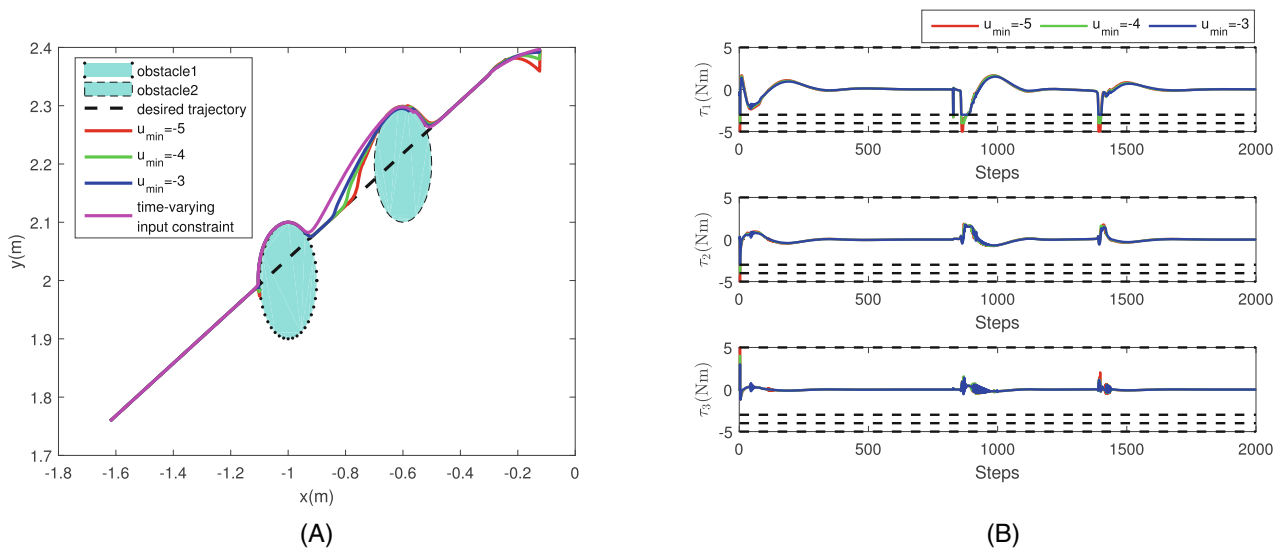 2.4
2.3
2.2
2.1
2
1.9
1.8
1.7
y(m)
obstacle1
obstacle2
desired trajectory
u_min=-5
u_min=-4
u_min=-3
time-varying
input constraint
-1.8 -1.6 -1.4 -1.2 -1 -0.8 -0.6 -0.4 -0.2 0
x(m)
(A)
u_min=-5 u_min=-4 u_min=-3
5
0
-5
τ1(Nm)
0 500 1000 1500 2000
Steps
5
0
-5
τ2(Nm)
0 500 1000 1500 2000
Steps
5
0
-5
τ3(Nm)
0 500 1000 1500 2000
Steps
(B)